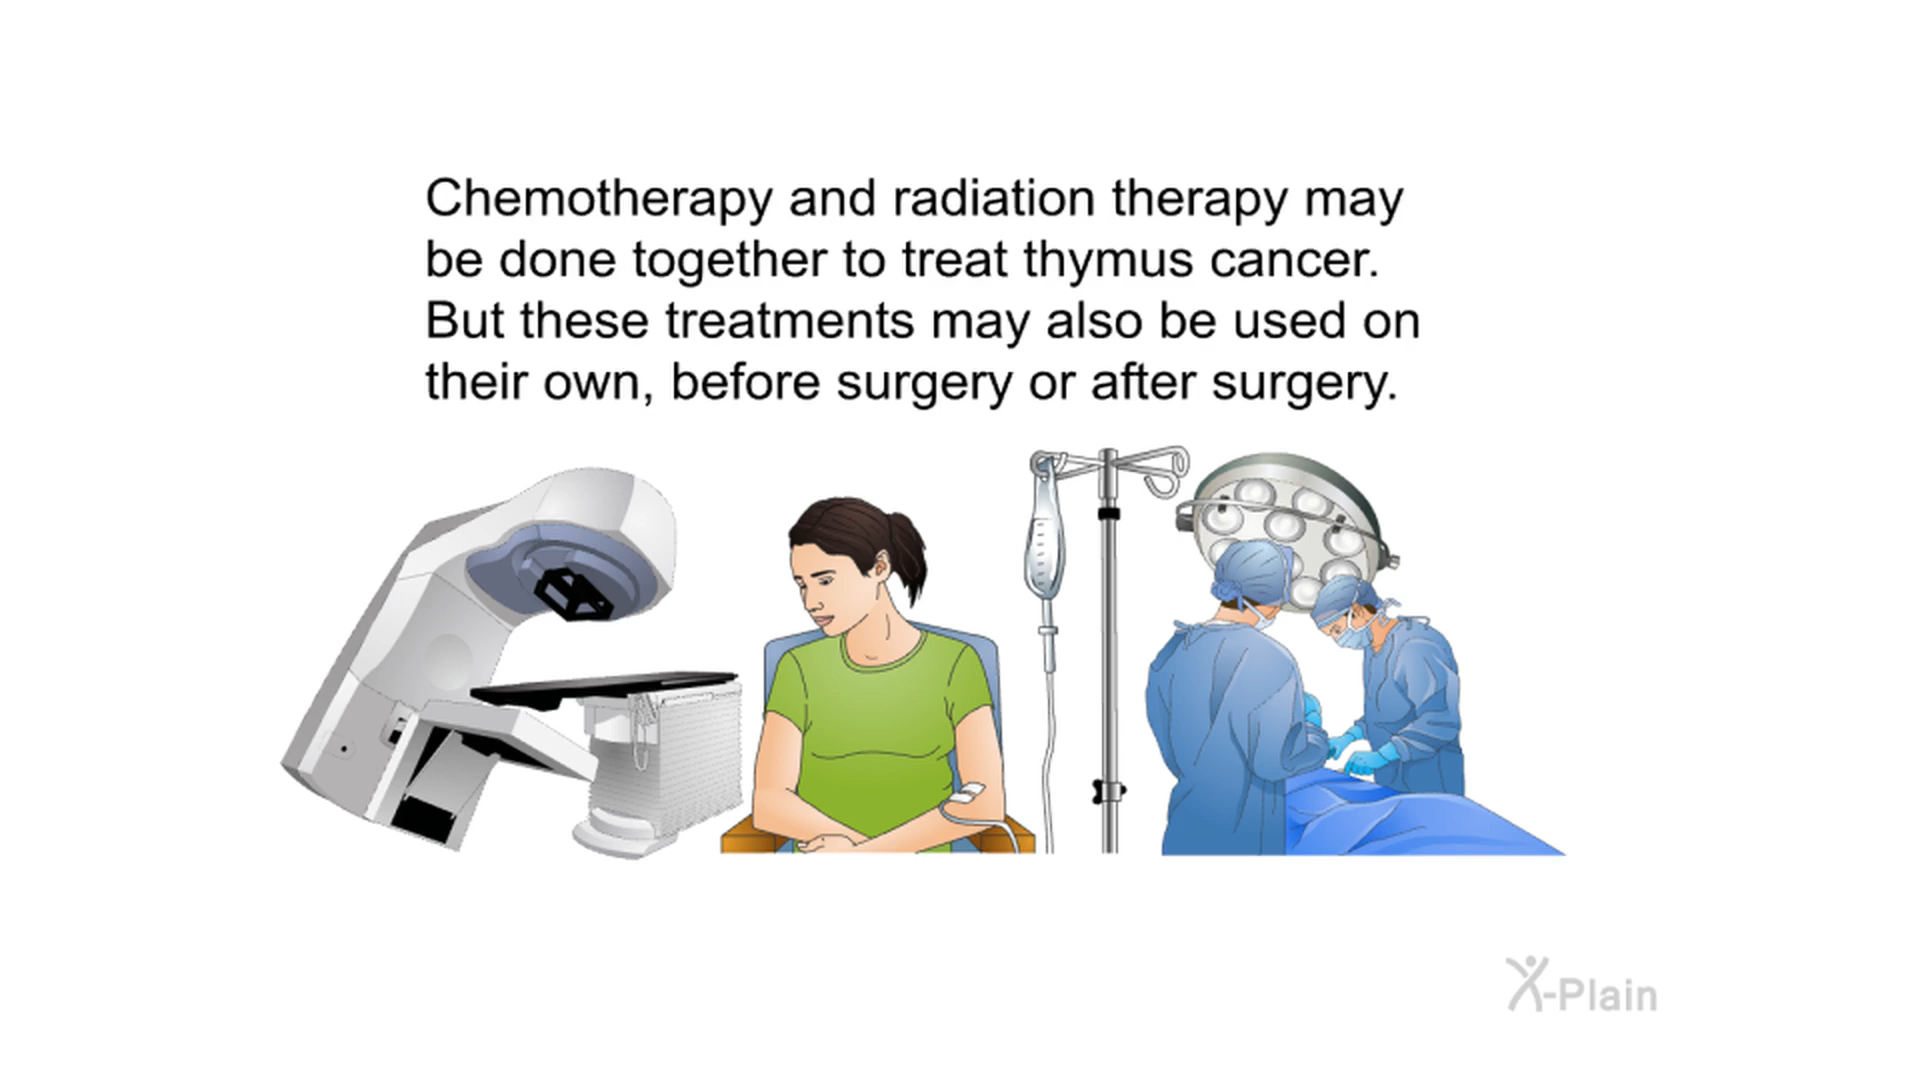 Chemotherapy and radiation therapy may
be done together to treat thymus cancer.
But these treatments may also be used on
their own, before surgery or after surgery.
X-Plain